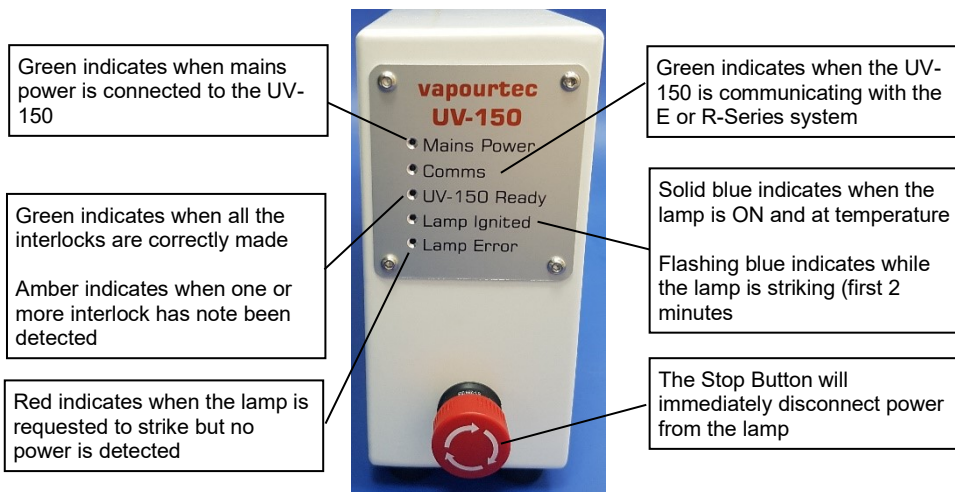 Green indicates when mains
power is connected to the UV-
150
Green indicates when all the
interlocks are correctly made
Amber indicates when one or
more interlock has note been
detected
Red indicates when the lamp is
requested to strike but no
power is detected
vapourtec
UV-150
Mains Power
Comms
UV-150 Ready
Lamp Ignited
Lamp Error
Green indicates when the UV-
150 is communicating with the
E or R-Series system
Solid blue indicates when the
lamp is ON and at temperature
Flashing blue indicates while
the lamp is striking (first 2
minutes
The Stop Button will
immediately disconnect power
from the lamp